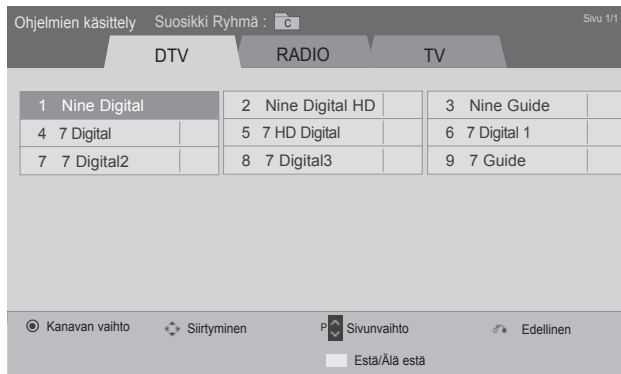 Ohjelmien käsittely Suosikki Ryhmä : C Sivu 1/1
DTV RADIO TV
1 Nine Digital 2 Nine Digital HD 3 Nine Guide
4 7 Digital 5 7 HD Digital 6 7 Digital 1
7 7 Digital2 8 7 Digital3 9 7 Guide
Kanavan vaihto Siirtyminen P Sivunvaihto Edellinen
Estä/Älä estä